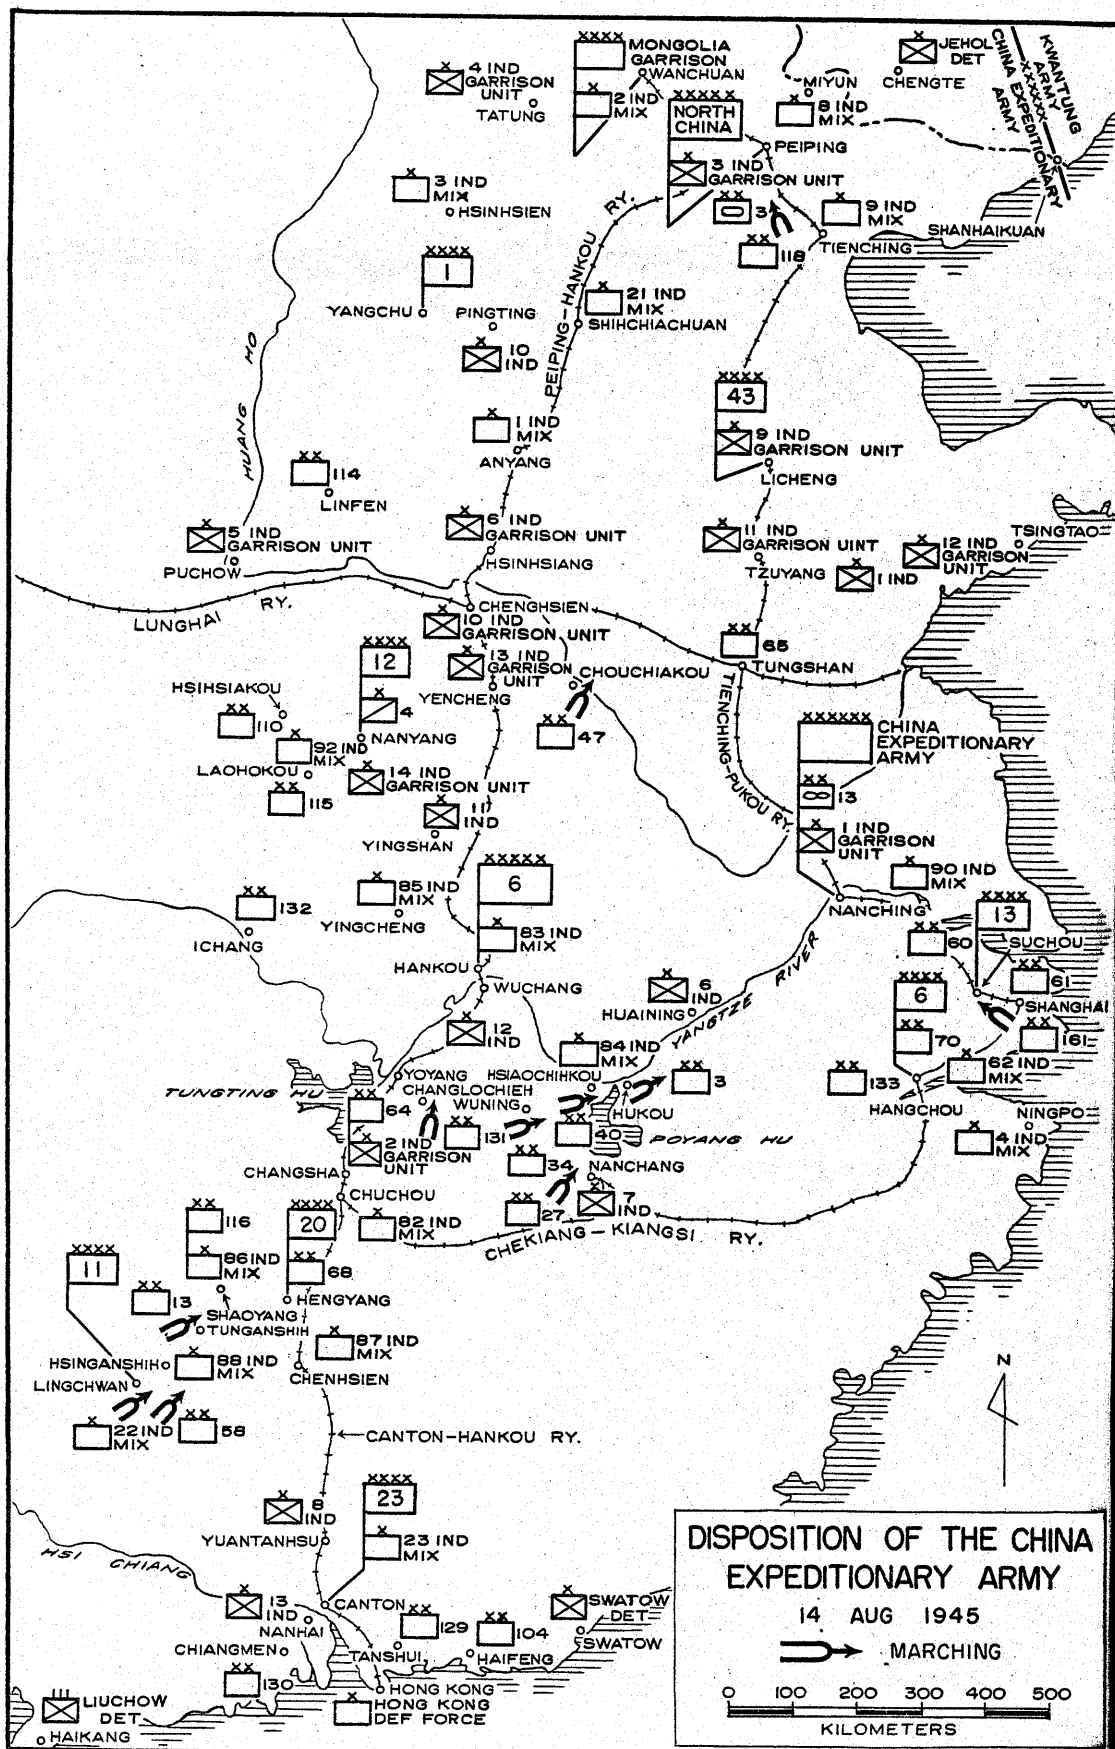 MONGOLIA
GARRISON
WANCHUAN
2 IND
MIX
4 IND
GARRISON
UNIT
TATUNG
NORTH
CHINA
3 IND
GARRISON UNIT
MIYUN
8 IND
MIX
JEHOL
DET
CHENGTE
KWANTUNG
ARMY
XXXXX
CHINA EXPEDITIONARY
ARMY
PEIPING
3 IND
MIX
HSINHSIEN
3
9 IND
MIX
TIENCHING
118
SHANHAIKUAN
1
YANGCHU
PINGTING
10
IND
PEIPING-HANKOU RY.
21 IND
MIX
SHIHCHIACHUAN
HUANG HO
43
9 IND
GARRISON UNIT
LICHENG
1 IND
MIX
ANYANG
114
LINFEN
5 IND
GARRISON UNIT
PUCHOW
6 IND
GARRISON UNIT
HSINHSIANG
11 IND
GARRISON UINT
TZUYANG
1 IND
12 IND
GARRISON
UNIT
TSINGTAO
LUNGHAI RY.
CHENGHSIEN
10 IND
GARRISON UNIT
65
TUNGSHAN
12
4
NANYANG
13 IND
GARRISON
UNIT
YENCHENG
CHOUCHIAKOU
47
HSIHSIAKOU
110
92 IND
MIX
LAOHOKOU
115
14 IND
GARRISON UNIT
11
IND
YINGSHAN
TIENCHING-PUKOU RY.
CHINA
EXPEDITIONARY
ARMY
13
1 IND
GARRISON
UNIT
NANCHING
90 IND
MIX
132
ICHANG
85 IND
MIX
YINGCHENG
6
83 IND
MIX
HANKOU
WUCHANG
13
60
SUCHOU
61
SHANGHAI
161
6
70
62 IND
MIX
133
HANGCHOU
NINGPO
4 IND
MIX
6
IND
HUAINING
YANGTZE RIVER
12
IND
84 IND
MIX
HSIAOCHIHKOU
3
HUKOU
YOYANG
CHANGLOCHIEH
WUNING
TUNGTING HU
64
131
40
POYANG HU
2 IND
GARRISON
UNIT
34
NANCHANG
CHANGSHA
CHUCHOU
82 IND
MIX
27
7
IND
CHEKIANG-KIANGSI RY.
116
86 IND
MIX
SHAOYANG
20
68
HENGYANG
11
13
TUNGANSHIH
87 IND
MIX
CHENHSIEN
HSINGANSHIH
88 IND
MIX
LINGCHWAN
22 IND
MIX
58
CANTON-HANKOU RY.
N
8
IND
YUANTANHSU
23
23 IND
MIX
HSI CHIANG
13
IND
NANHAI
CANTON
CHIANGMEN
129
TANSHUI
104
HAIFENG
SWATOW
DET
SWATOW
130
HONG KONG
HONG KONG
DEF FORCE
LIUCHOW
DET
HAIKANG
DISPOSITION OF THE CHINA
EXPEDITIONARY ARMY
14 AUG 1945
MARCHING
0 100 200 300 400 500
KILOMETERS